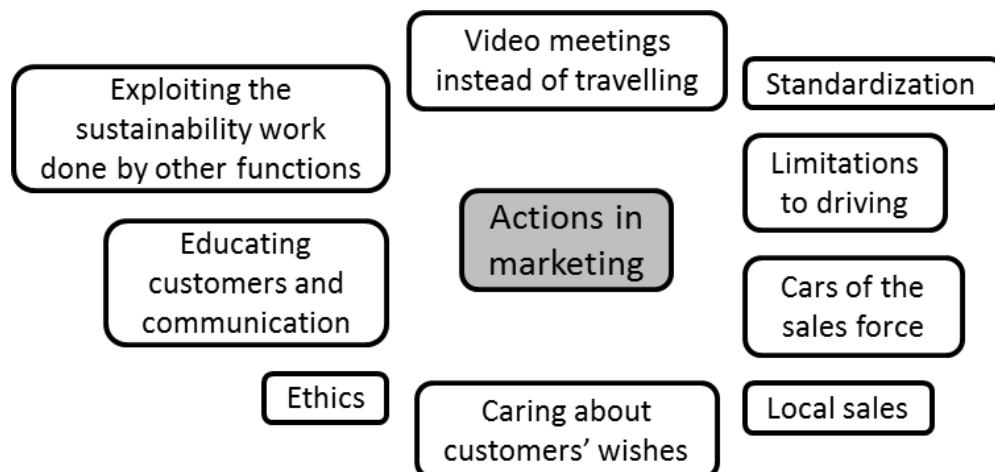 Video meetings
instead of travelling
Standardization
Exploiting the
sustainability work
done by other functions
Limitations
to driving
Actions in
marketing
Educating
customers and
communication
Cars of the
sales force
Ethics
Caring about
customers’ wishes
Local sales